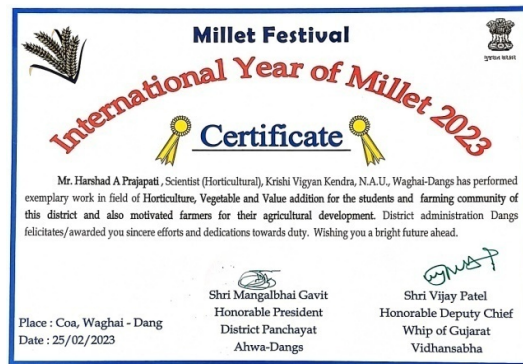 Millet Festival
International Year of Millet 2023
Certificate
Mr. Harshad A Prajapati , Scientist (Horticultural), Krishi Vigyan Kendra, N.A.U., Waghai-Dangs has performed
exemplary work in field of Horticulture, Vegetable and Value addition for the students and farming community of
this district and also motivated farmers for their agricultural development. District administration Dangs
felicitates/awarded you sincere efforts and dedications towards duty. Wishing you a bright future ahead.
Shri Mangalbhai Gavit
Honorable President
District Panchayat
Ahwa-Dangs
Shri Vijay Patel
Honorable Deputy Chief
Whip of Gujarat
Vidhansabha
Place : Coa, Waghai - Dang
Date : 25/02/2023